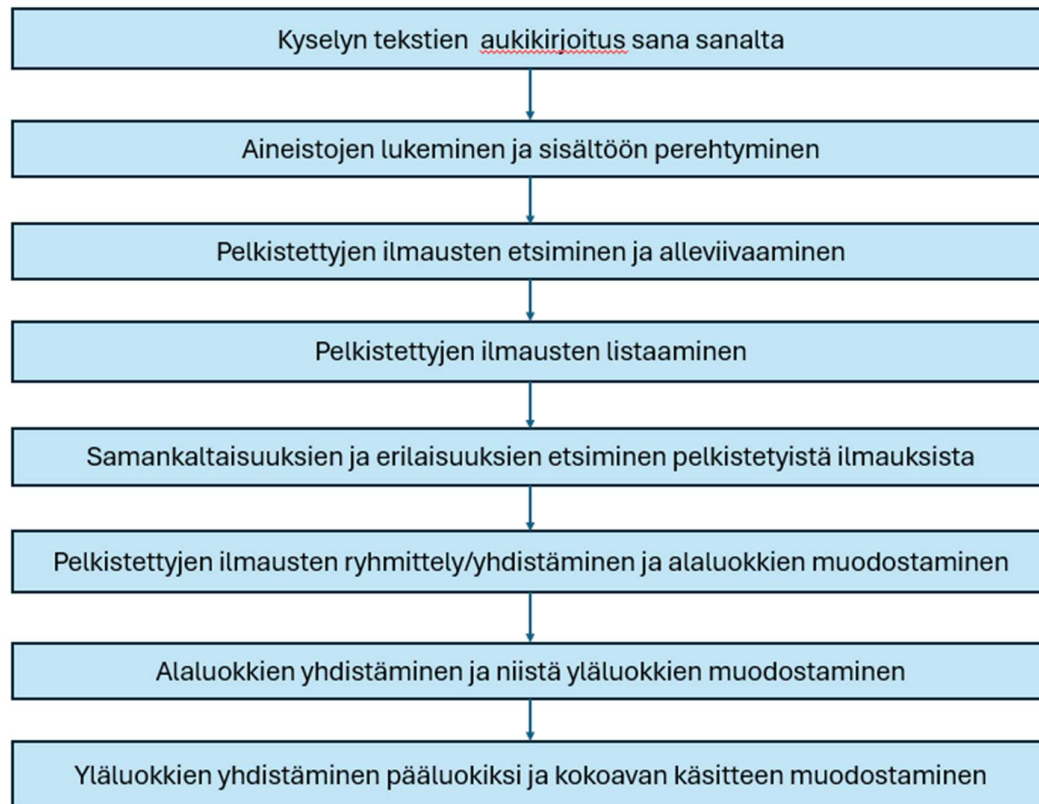 Kyselyn tekstien aukikirjoitus sana sanalta
Aineistojen lukeminen ja sisältöön perehtyminen
Pelkistettyjen ilmausten etsiminen ja alleviivaaminen
Pelkistettyjen ilmausten listaaminen
Samankaltaisuuksien ja erilaisuuksien etsiminen pelkistetyistä ilmauksista
Pelkistettyjen ilmausten ryhmittely/yhdistäminen ja alaluokkien muodostaminen
Alaluokkien yhdistäminen ja niistä yläluokkien muodostaminen
Yläluokkien yhdistäminen pääluokiksi ja kokoavan käsitteen muodostaminen